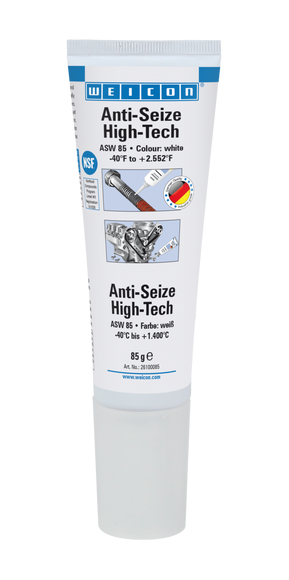 WEICON
Anti-Seize
High-Tech
ASW 85 • Colour: white
-40°F to +2.552°F
NSF
Anti-Seize
High-Tech
ASW 85 • Farbe: weiß
-40°C bis +1.400°C
85 g ℮
Art. No.: 26100085
www.weicon.com